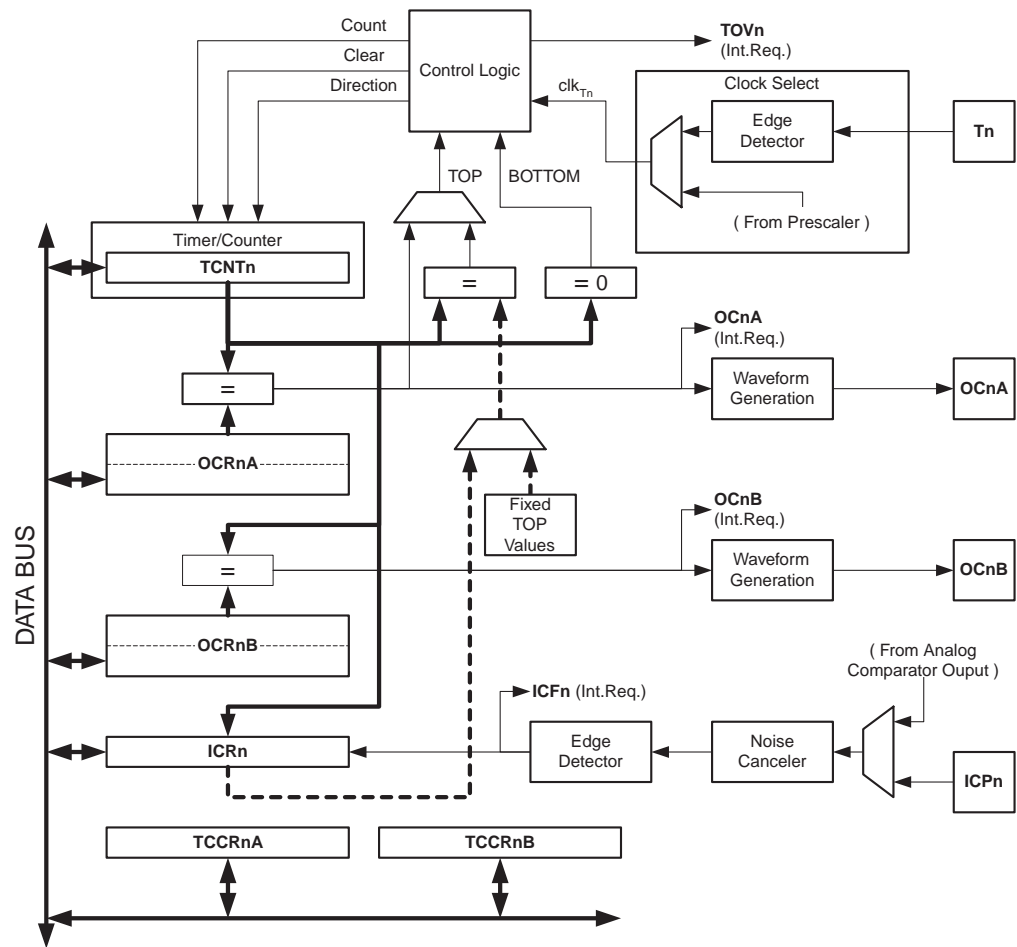 Count
Clear
Direction
Control Logic
TOVn
(Int.Req.)
clkTn
Clock Select
Edge
Detector
Tn
( From Prescaler )
TOP
BOTTOM
Timer/Counter
TCNTn
=
= 0
OCnA
(Int.Req.)
=
Waveform
Generation
OCnA
OCRnA
Fixed
TOP
Values
OCnB
(Int.Req.)
=
Waveform
Generation
OCnB
DATA BUS
OCRnB
( From Analog
Comparator Ouput )
ICFn (Int.Req.)
ICRn
Edge
Detector
Noise
Canceler
ICPn
TCCRnA
TCCRnB